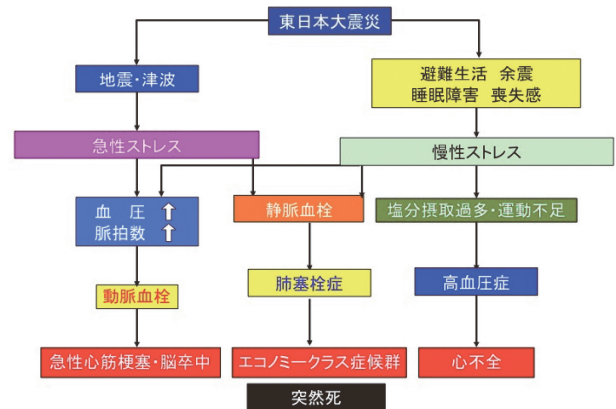 東日本大震災
地震・津波
避難生活 余震
睡眠障害 喪失感
急性ストレス
慢性ストレス
血 圧 ⇧
脈拍数 ⇧
静脈血栓
塩分摂取過多・運動不足
動脈血栓
肺塞栓症
高血圧症
急性心筋梗塞・脳卒中
エコノミークラス症候群
心不全
突然死